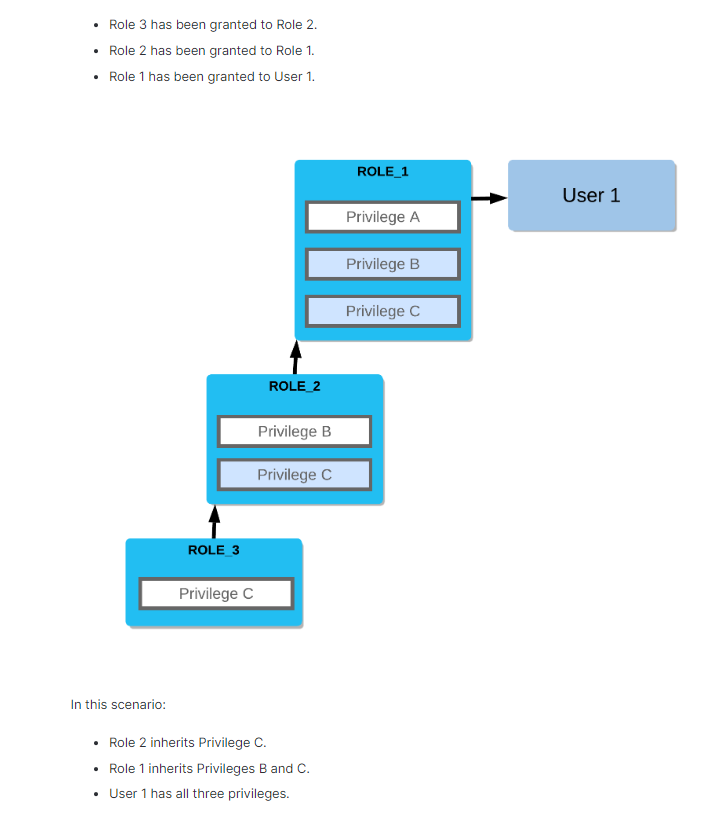 Role 3 has been granted to Role 2.
Role 2 has been granted to Role 1.
Role 1 has been granted to User 1.
ROLE_1
User 1
Privilege A
Privilege B
Privilege C
ROLE_2
Privilege B
Privilege C
ROLE_3
Privilege C
In this scenario:
Role 2 inherits Privilege C.
Role 1 inherits Privileges B and C.
User 1 has all three privileges.